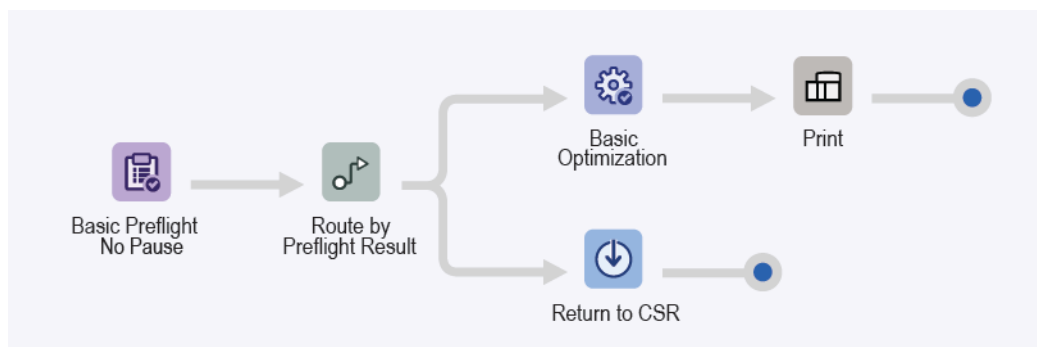 Basic Preflight
No Pause
Route by
Preflight Result
Basic
Optimization
Print
Return to CSR